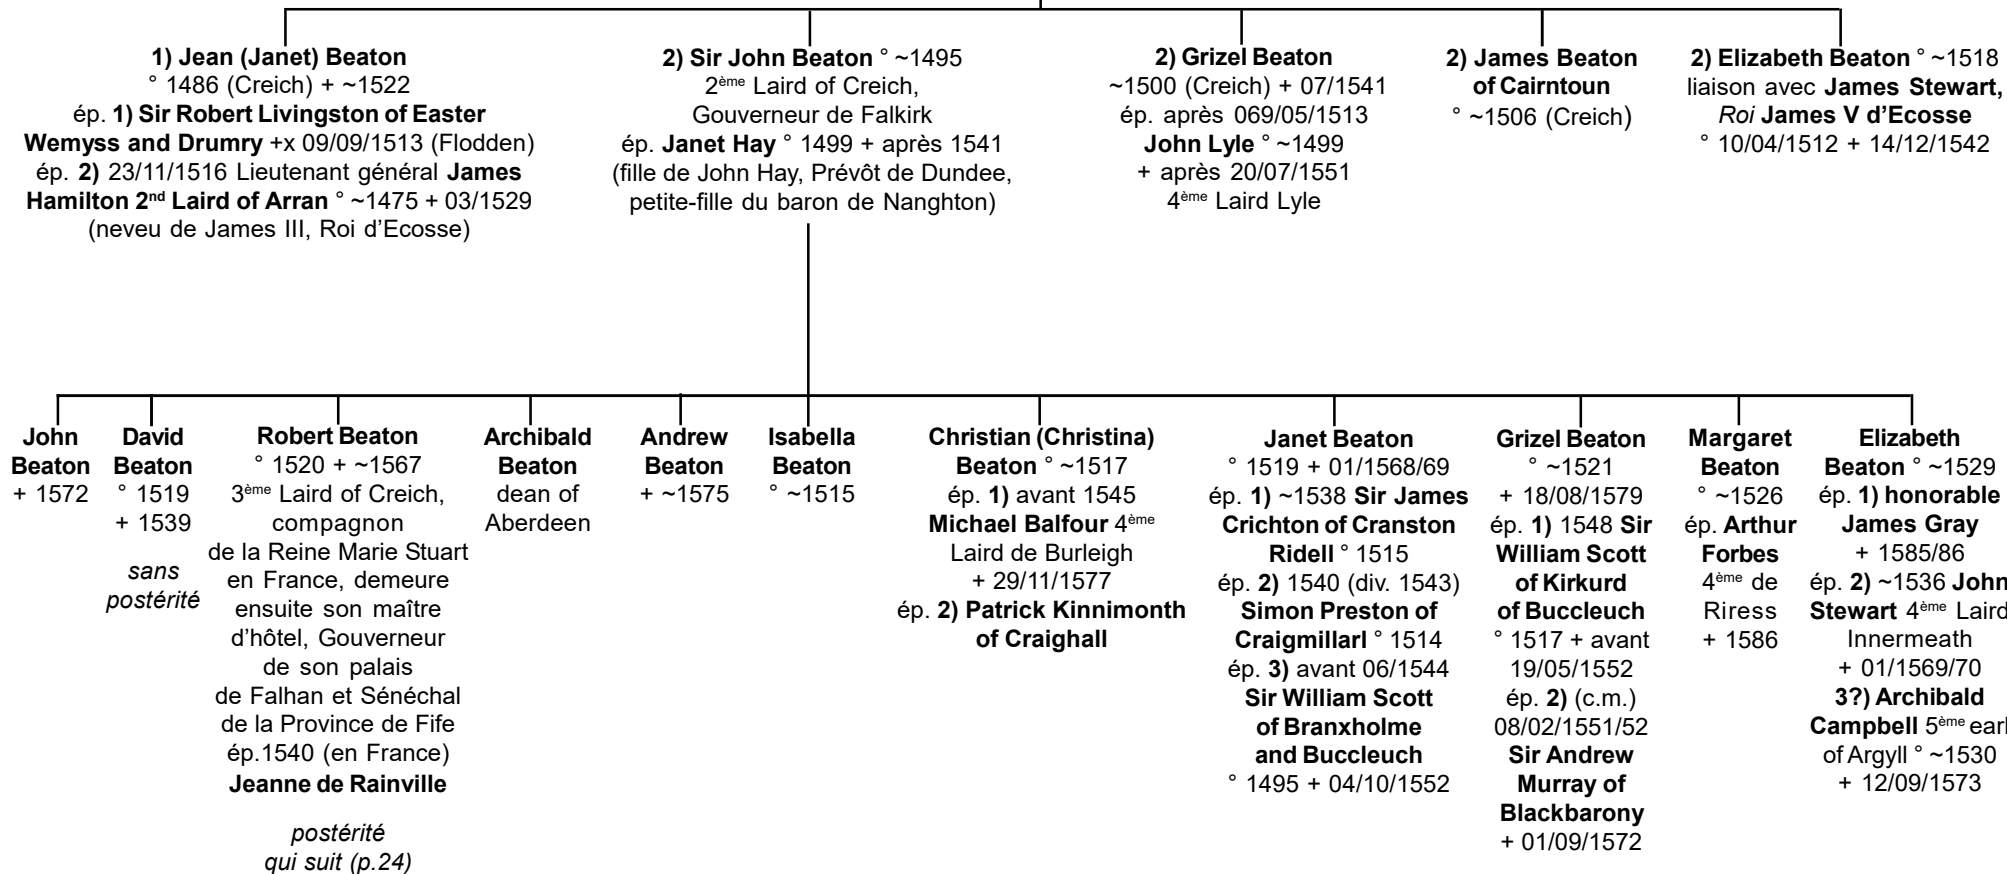 1) Jean (Janet) Beaton
° 1486 (Creich) + ~1522
ép. 1) Sir Robert Livingston of Easter
Wemyss and Drumry +x 09/09/1513 (Flodden)
ép. 2) 23/11/1516 Lieutenant général James
Hamilton 2nd Laird of Arran ° ~1475 + 03/1529
(neveu de James III, Roi d'Ecosse)
2) Sir John Beaton ° ~1495
2ème Laird of Creich,
Gouverneur de Falkirk
ép. Janet Hay ° 1499 + après 1541
(fille de John Hay, Prévôt de Dundee,
petite-fille du baron de Nanghton)
2) Grizel Beaton
~1500 (Creich) + 07/1541
ép. après 069/05/1513
John Lyle ° ~1499
+ après 20/07/1551
4ème Laird Lyle
2) James Beaton
of Cairntoun
° ~1506 (Creich)
2) Elizabeth Beaton ° ~1518
liaison avec James Stewart,
Roi James V d'Ecosse
° 10/04/1512 + 14/12/1542
John
Beaton
+ 1572
David
Beaton
° 1519
+ 1539
sans
postérité
Robert Beaton
° 1520 + ~1567
3ème Laird of Creich,
compagnon
de la Reine Marie Stuart
en France, demeure
ensuite son maître
d'hôtel, Gouverneur
de son palais
de Falhan et Sénéchal
de la Province de Fife
ép.1540 (en France)
Jeanne de Rainville
postérité
qui suit (p.24)
Archibald
Beaton
dean of
Aberdeen
Andrew
Beaton
+ ~1575
Isabella
Beaton
° ~1515
Christian (Christina)
Beaton ° ~1517
ép. 1) avant 1545
Michael Balfour 4ème
Laird de Burleigh
+ 29/11/1577
ép. 2) Patrick Kinnimonth
of Craighall
Janet Beaton
° 1519 + 01/1568/69
ép. 1) ~1538 Sir James
Crichton of Cranston
Ridell ° 1515
ép. 2) 1540 (div. 1543)
Simon Preston of
Craigmillarl ° 1514
ép. 3) avant 06/1544
Sir William Scott
of Branxholme
and Buccleuch
° 1495 + 04/10/1552
Grizel Beaton
° ~1521
+ 18/08/1579
ép. 1) 1548 Sir
William Scott
of Kirkurd
of Buccleuch
° 1517 + avant
19/05/1552
ép. 2) (c.m.)
08/02/1551/52
Sir Andrew
Murray of
Blackbarony
+ 01/09/1572
Margaret
Beaton
° ~1526
ép. Arthur
Forbes
4ème de
Riress
+ 1586
Elizabeth
Beaton ° ~1529
ép. 1) honorable
James Gray
+ 1585/86
ép. 2) ~1536 John
Stewart 4ème Laird
Innermeath
+ 01/1569/70
3?) Archibald
Campbell 5ème earl
of Argyll ° ~1530
+ 12/09/1573